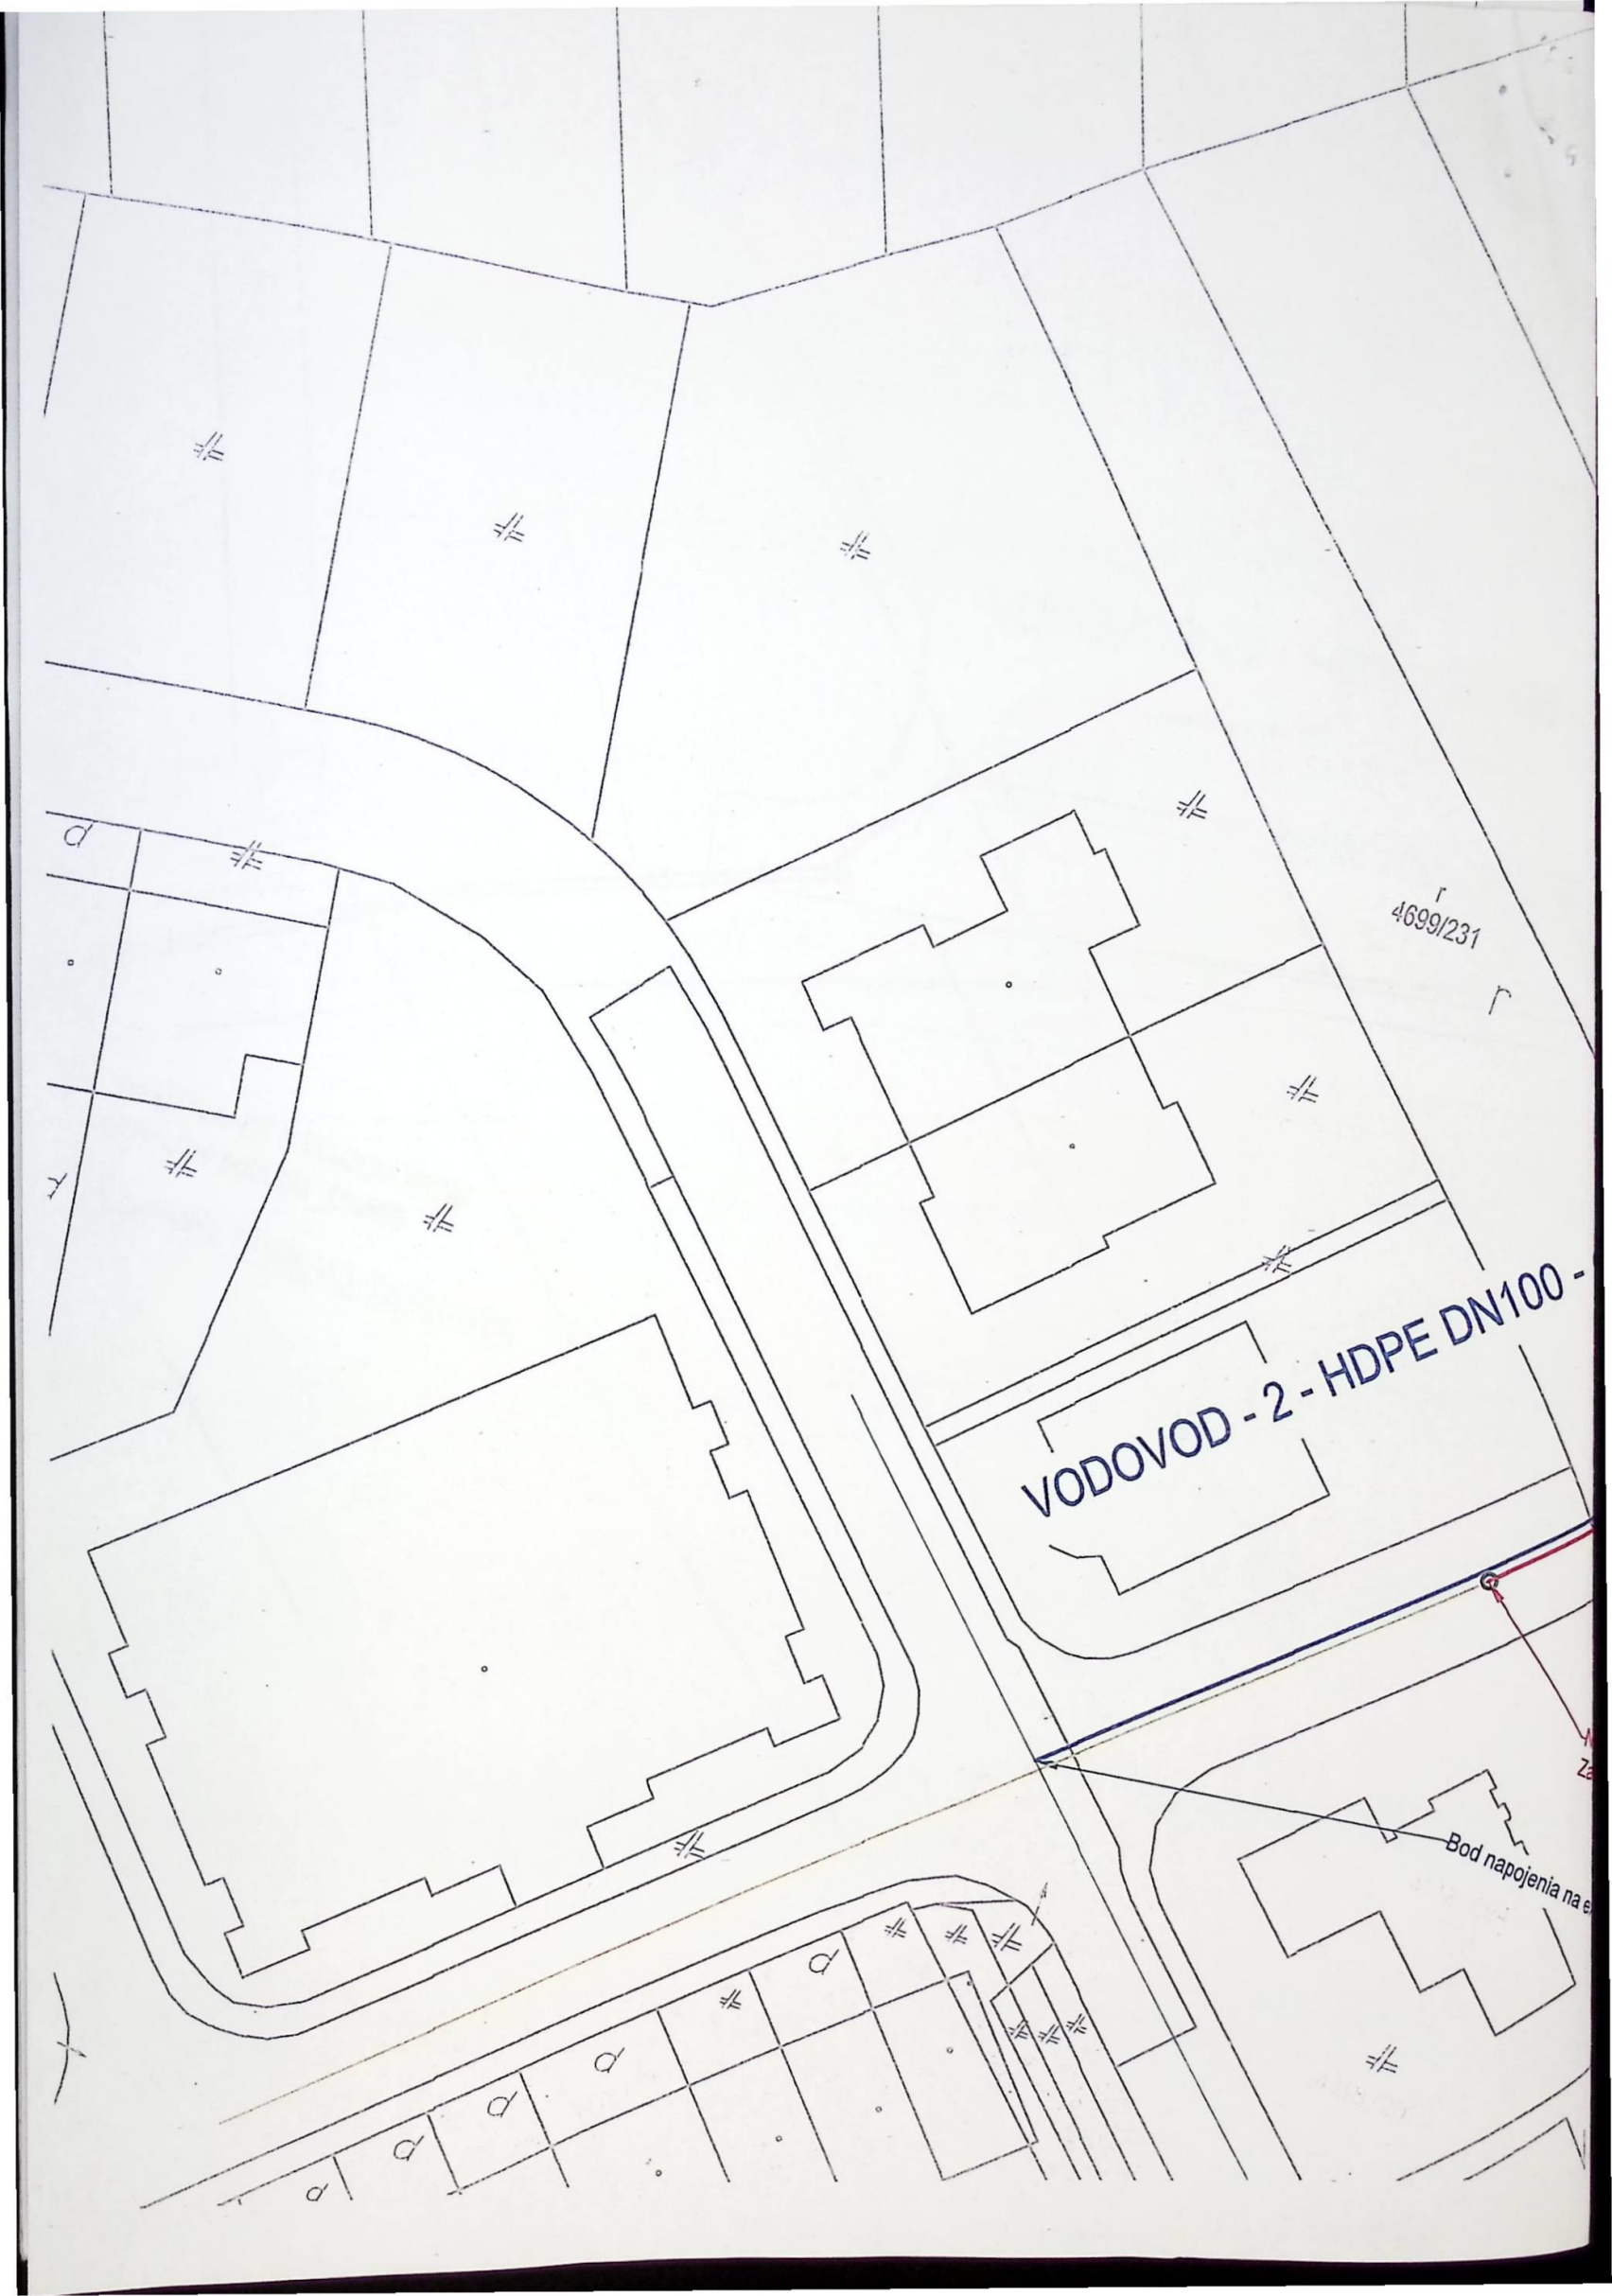 r
4699/231
r
VODOVOD - 2 - HDPE DN100 -
Za
Bod napojenia na e